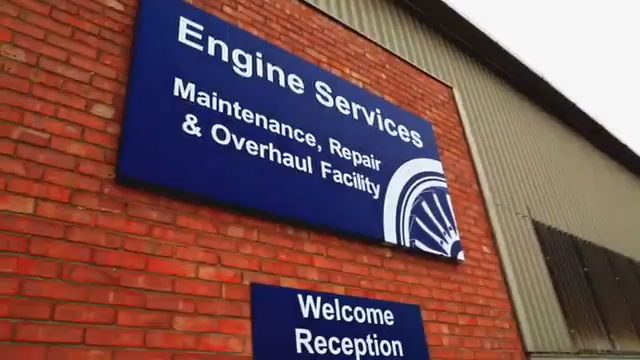 Engine Services
Maintenance, Repair
& Overhaul Facility
Welcome
Reception